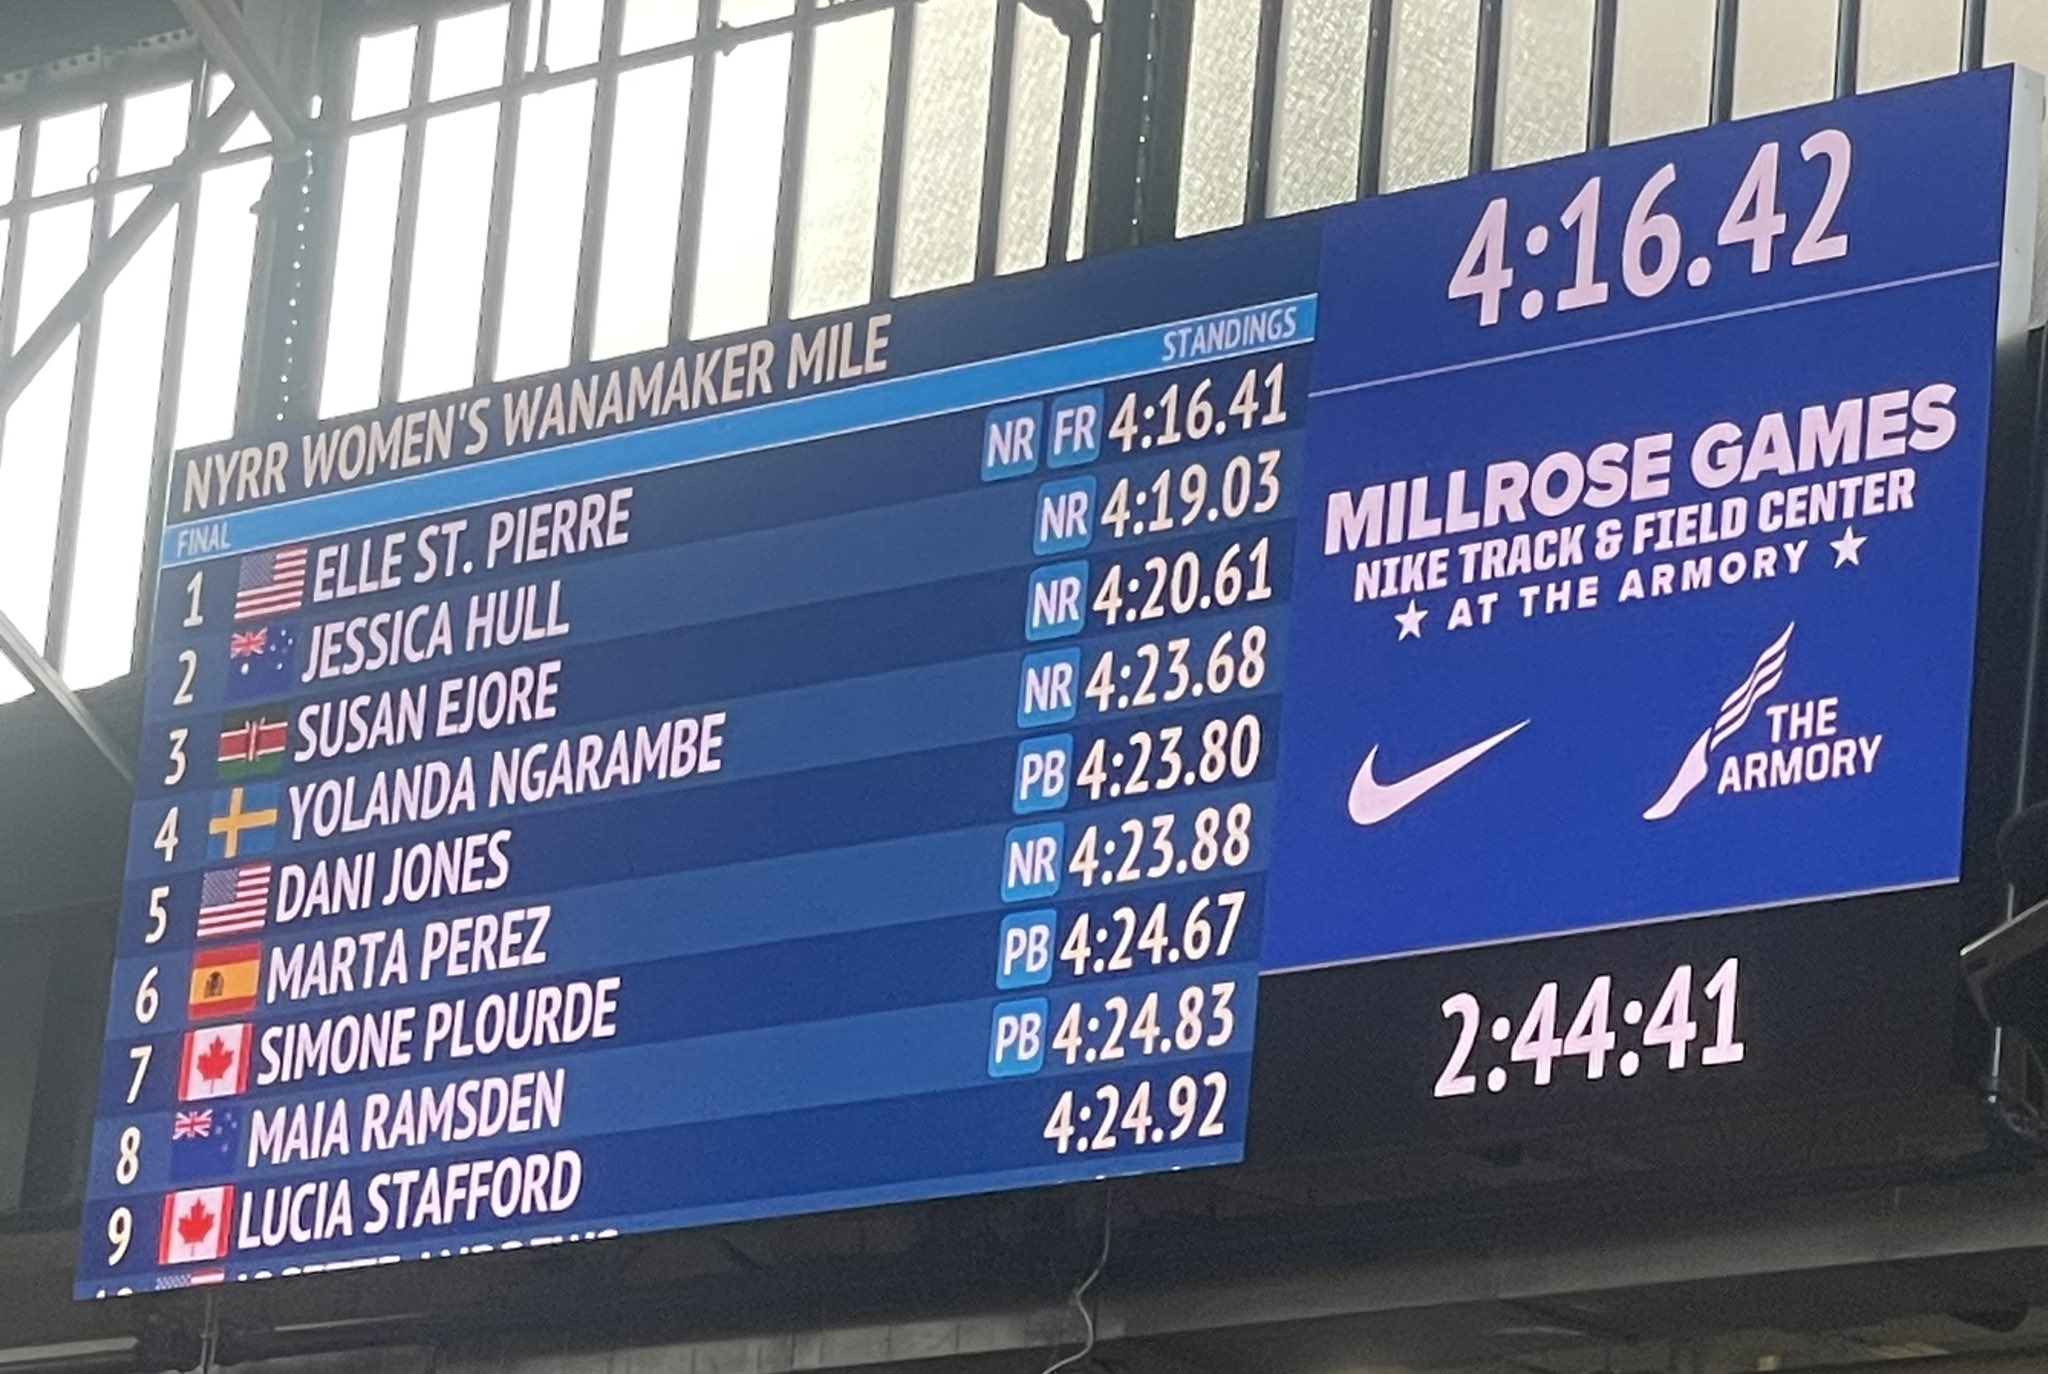 NYRR WOMEN'S WANAMAKER MILE
FINAL STANDINGS
1 ELLE ST. PIERRE NR FR 4:16.41
2 JESSICA HULL NR 4:19.03
3 SUSAN EJORE NR 4:20.61
4 YOLANDA NGARAMBE NR 4:23.68
5 DANI JONES PB 4:23.80
6 MARTA PEREZ NR 4:23.88
7 SIMONE PLOURDE PB 4:24.67
8 MAIA RAMSDEN PB 4:24.83
9 LUCIA STAFFORD 4:24.92
4:16.42
MILLROSE GAMES
NIKE TRACK & FIELD CENTER
AT THE ARMORY
THE
ARMORY
2:44:41